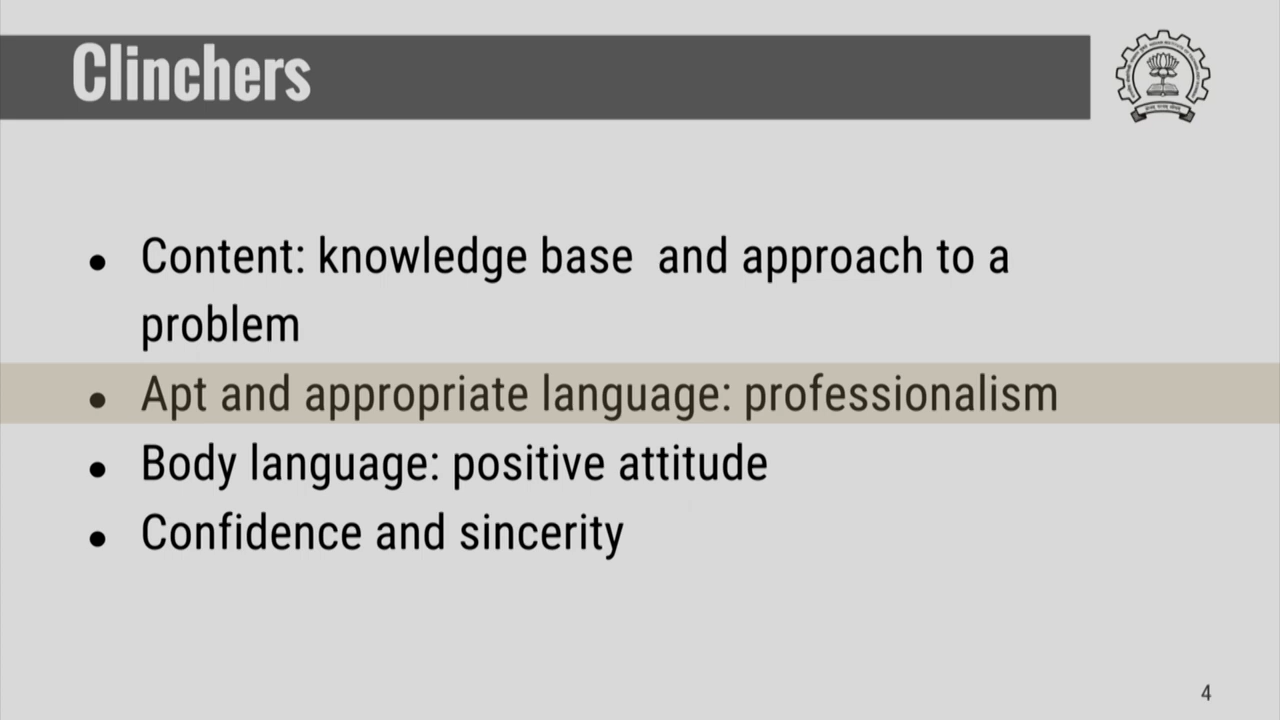 Clinchers
● Content: knowledge base and approach to a
problem
● Apt and appropriate language: professionalism
● Body language: positive attitude
● Confidence and sincerity
4